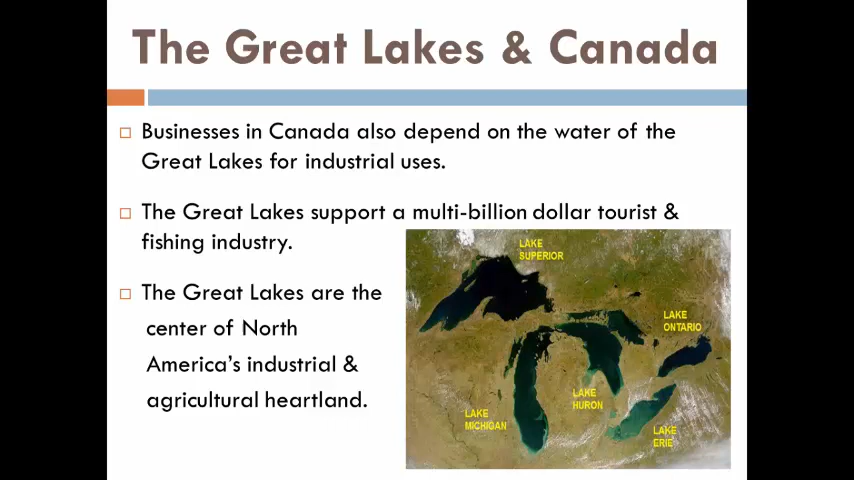 The Great Lakes & Canada
Businesses in Canada also depend on the water of the
Great Lakes for industrial uses.
The Great Lakes support a multi-billion dollar tourist &
fishing industry.
The Great Lakes are the
center of North
America's industrial &
agricultural heartland.
LAKE
SUPERIOR
LAKE
ONTARIO
LAKE
HURON
LAKE
MICHIGAN
LAKE
ERIE